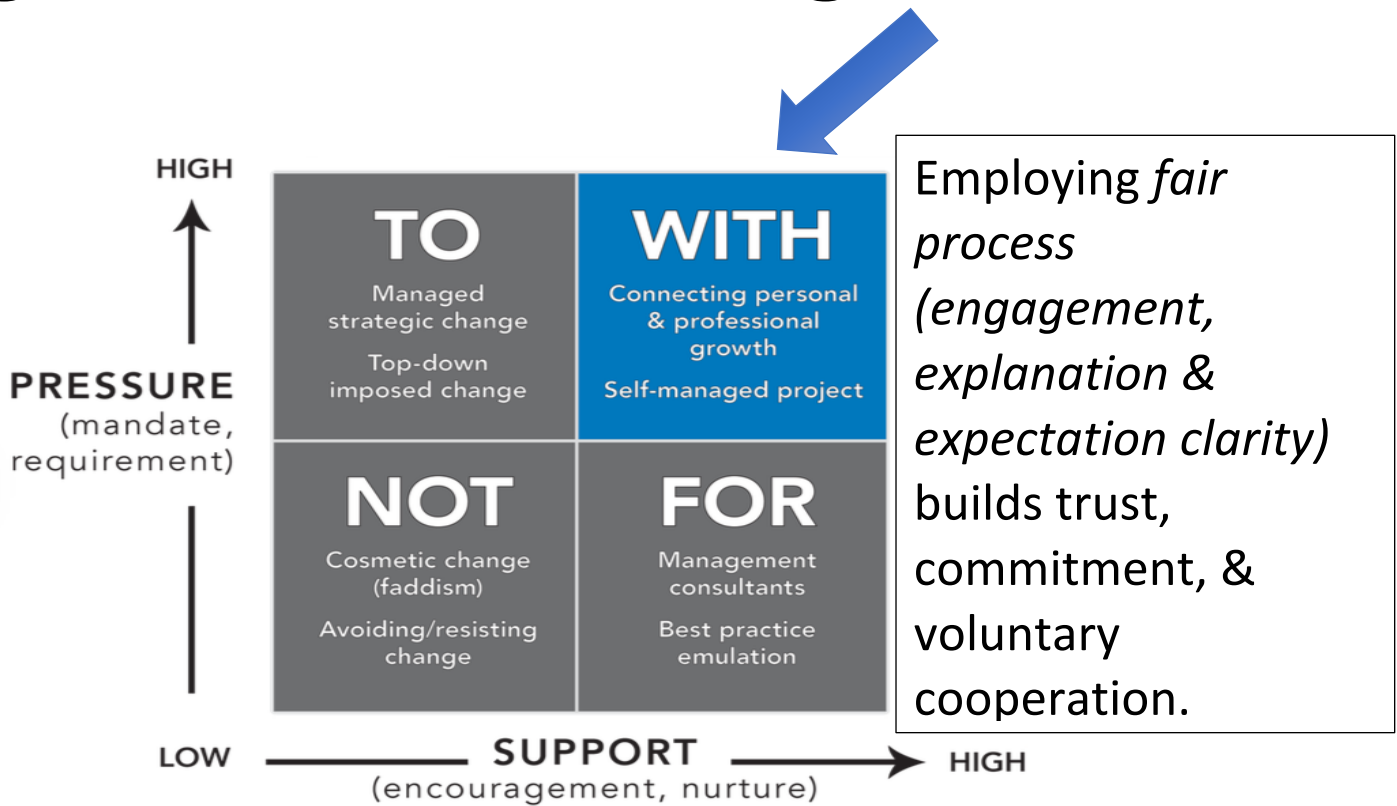 HIGH
PRESSURE
(mandate,
requirement)
TO
Managed
strategic change
Top-down
imposed change
WITH
Connecting personal
& professional
growth
Self-managed project
NOT
Cosmetic change
(faddism)
Avoiding/resisting
change
FOR
Management
consultants
Best practice
emulation
LOW
SUPPORT
(encouragement, nurture)
HIGH
Employing fair
process
(engagement,
explanation &
expectation clarity)
builds trust,
commitment, &
voluntary
cooperation.